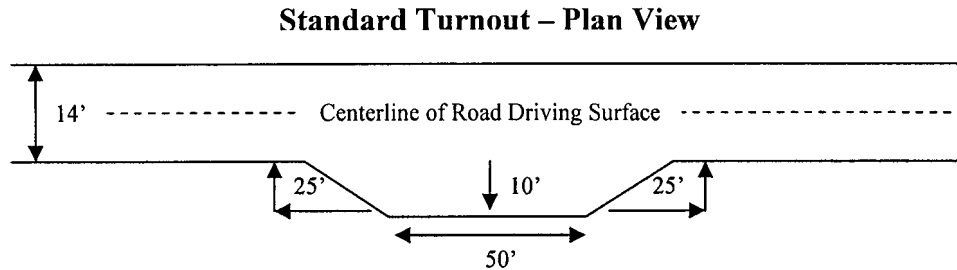 Standard Turnout – Plan View
14’
Centerline of Road Driving Surface
25’
10’
25’
50’